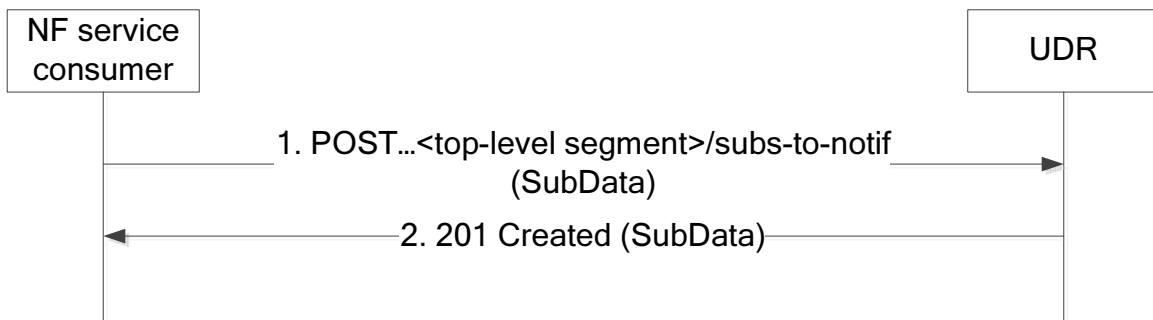 NF service
consumer
UDR
1. POST…<top-level segment>/subs-to-notif
(SubData)
2. 201 Created (SubData)